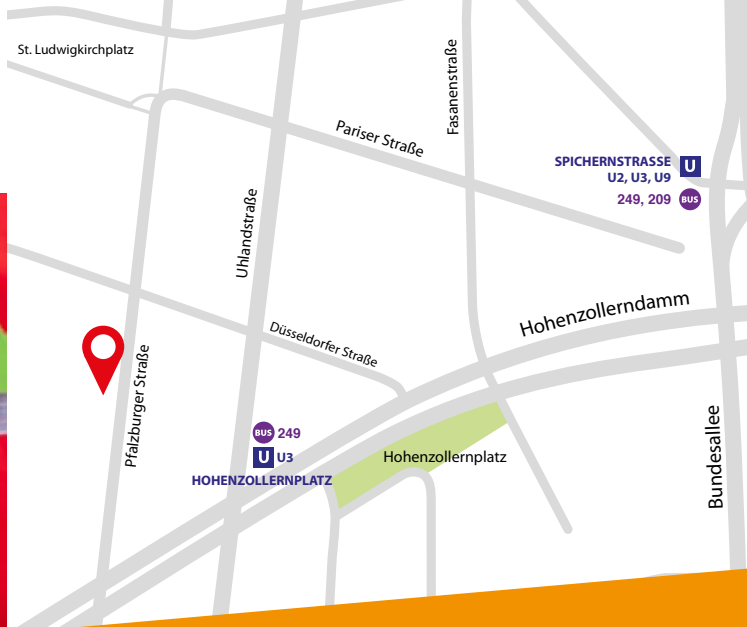 St. Ludwigkirchplatz
Fasanenstraße
Pariser Straße
SPICHERNSTRASSE U
U2, U3, U9
249, 209 BUS
Uhlandstraße
Hohenzollerndamm
Düsseldorfer Straße
Pfalzburger Straße
BUS 249
U U3
HOHENZOLLERNPLATZ
Hohenzollernplatz
Bundesallee